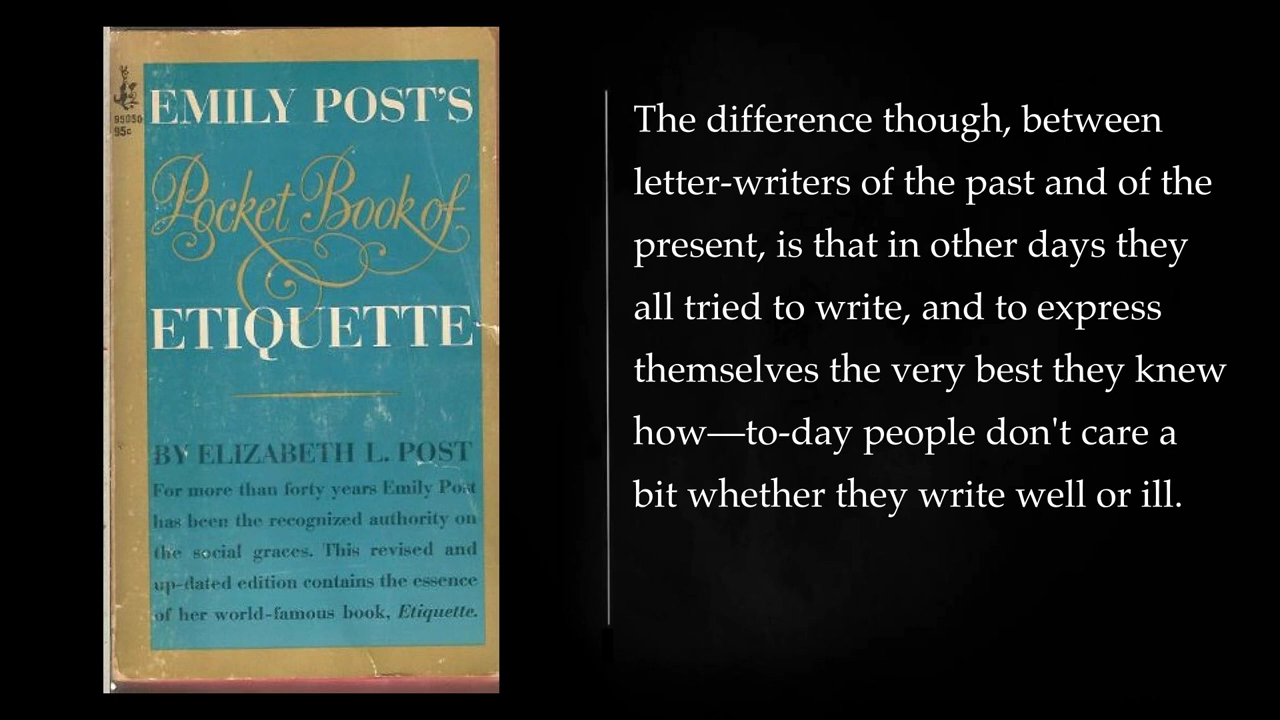 EMILY POST'S
Pocket Book of
ETIQUETTE
95050
95c
BY ELIZABETH L. POST
For more than forty years Emily Post
has been the recognized authority on
the social graces. This revised and
up-dated edition contains the essence
of her world-famous book, Etiquette.
The difference though, between
letter-writers of the past and of the
present, is that in other days they
all tried to write, and to express
themselves the very best they knew
how—to-day people don't care a
bit whether they write well or ill.